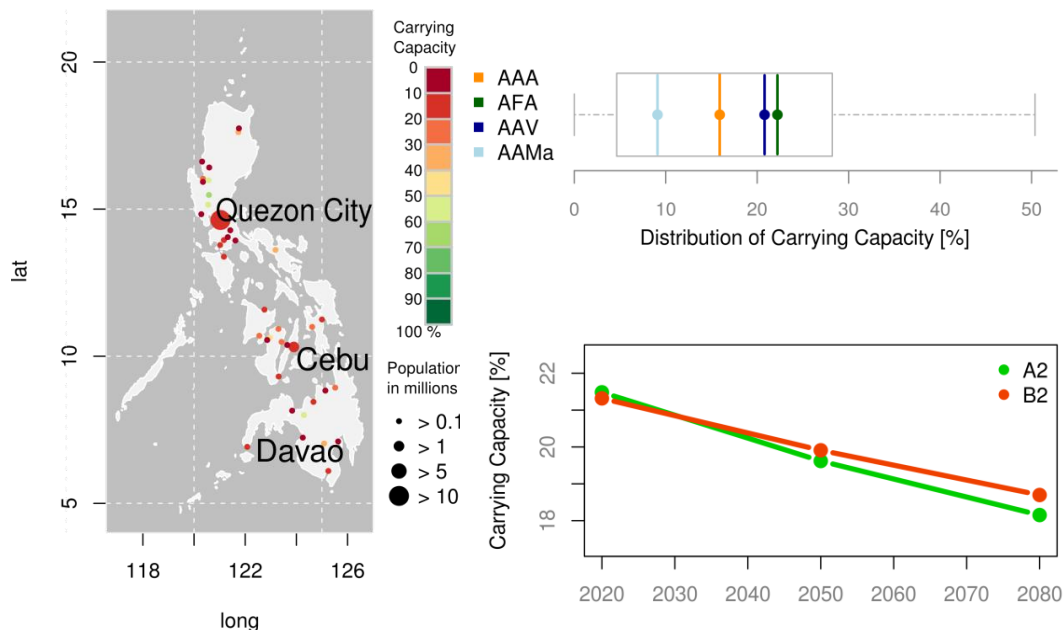 Carrying
Capacity
0
10
20
30
40
50
60
70
80
90
100 %
Population
in millions
> 0.1
> 1
> 5
> 10
20
15
10
5
lat
Quezon City
Cebu
Davao
118
122
126
long
AAA
AFA
AAV
AAMa
0
10
20
30
40
50
Distribution of Carrying Capacity [%]
22
20
18
Carrying Capacity [%]
A2
B2
2020
2030
2040
2050
2060
2070
2080